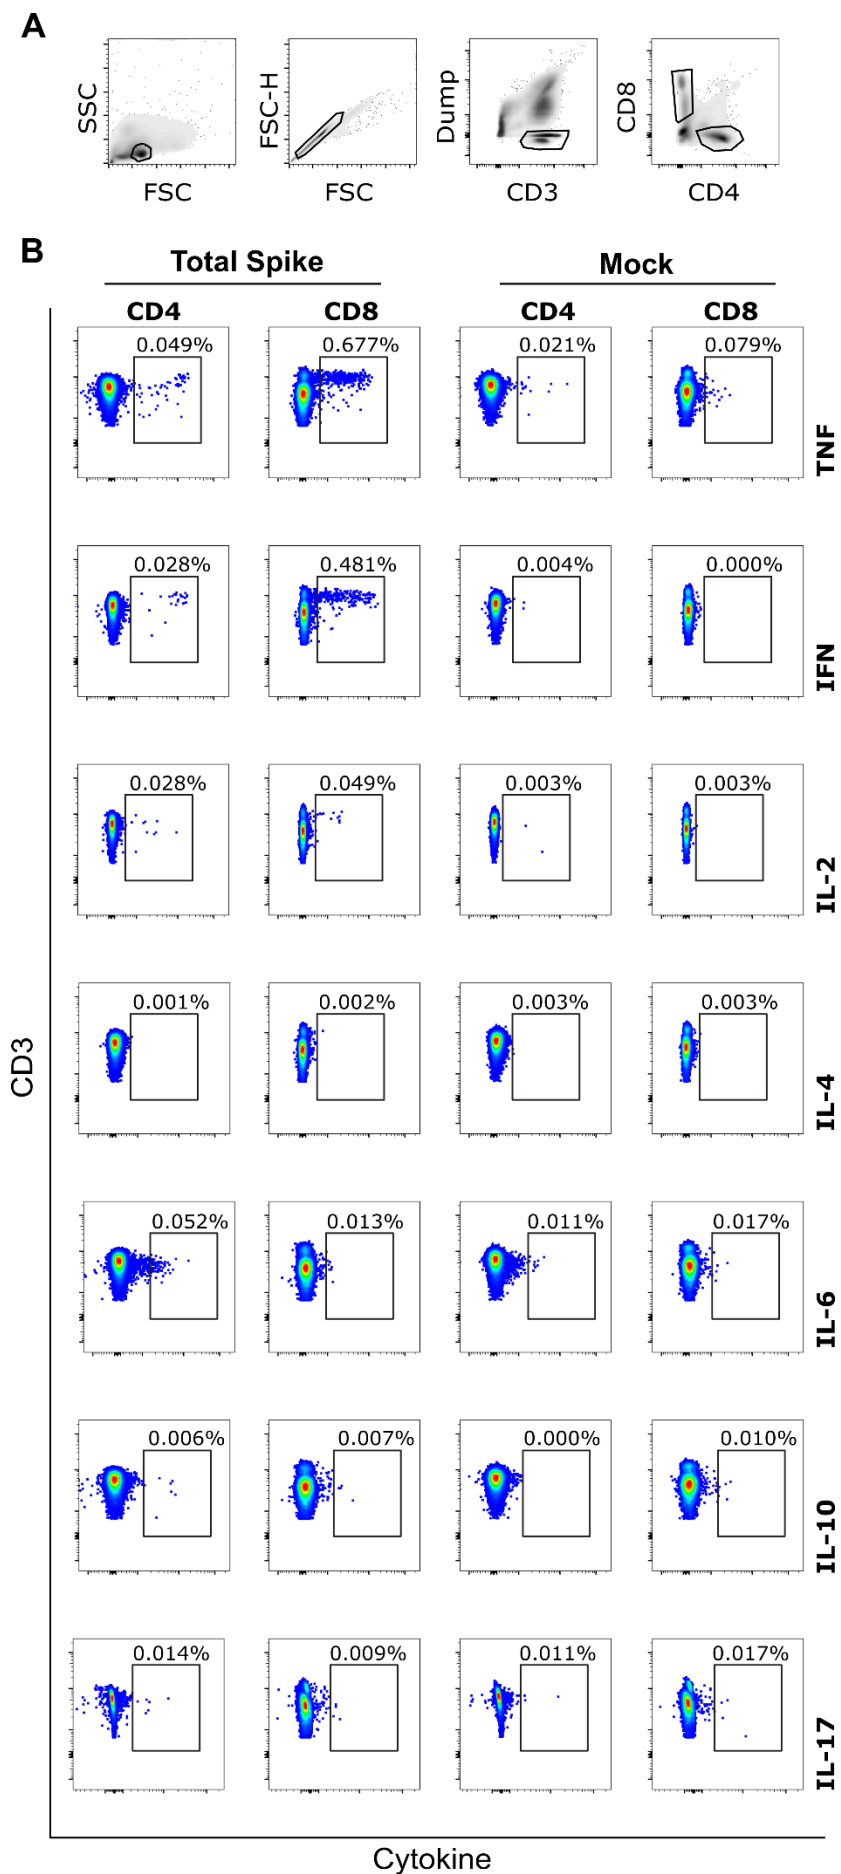 A
SSC
FSC
FSC-H
FSC
Dump
CD3
CD8
CD4
B
Total Spike
Mock
CD4
CD8
CD4
CD8
0.049%
0.677%
0.021%
0.079%
TNF
0.028%
0.481%
0.004%
0.000%
IFN
0.028%
0.049%
0.003%
0.003%
IL-2
0.001%
0.002%
0.003%
0.003%
IL-4
0.052%
0.013%
0.011%
0.017%
IL-6
0.006%
0.007%
0.000%
0.010%
IL-10
0.014%
0.009%
0.011%
0.017%
IL-17
CD3
Cytokine